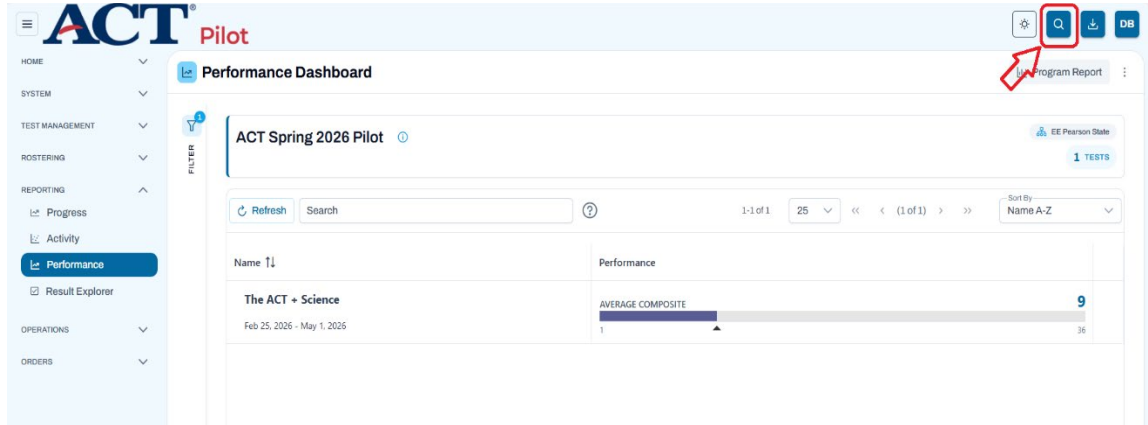 ACT® Pilot
DB
HOME
Performance Dashboard
Program Report
SYSTEM
TEST MANAGEMENT
1
FILTER
ACT Spring 2026 Pilot
EE Pearson State
1 TESTS
ROSTERING
REPORTING
Progress
Activity
Performance
Result Explorer
OPERATIONS
ORDERS
Refresh
Search
?
1-1 of 1
25
<< < (1 of 1) > >>
Sort By
Name A-Z
Name
Performance
The ACT + Science
Feb 25, 2026 - May 1, 2026
AVERAGE COMPOSITE
9
1
36